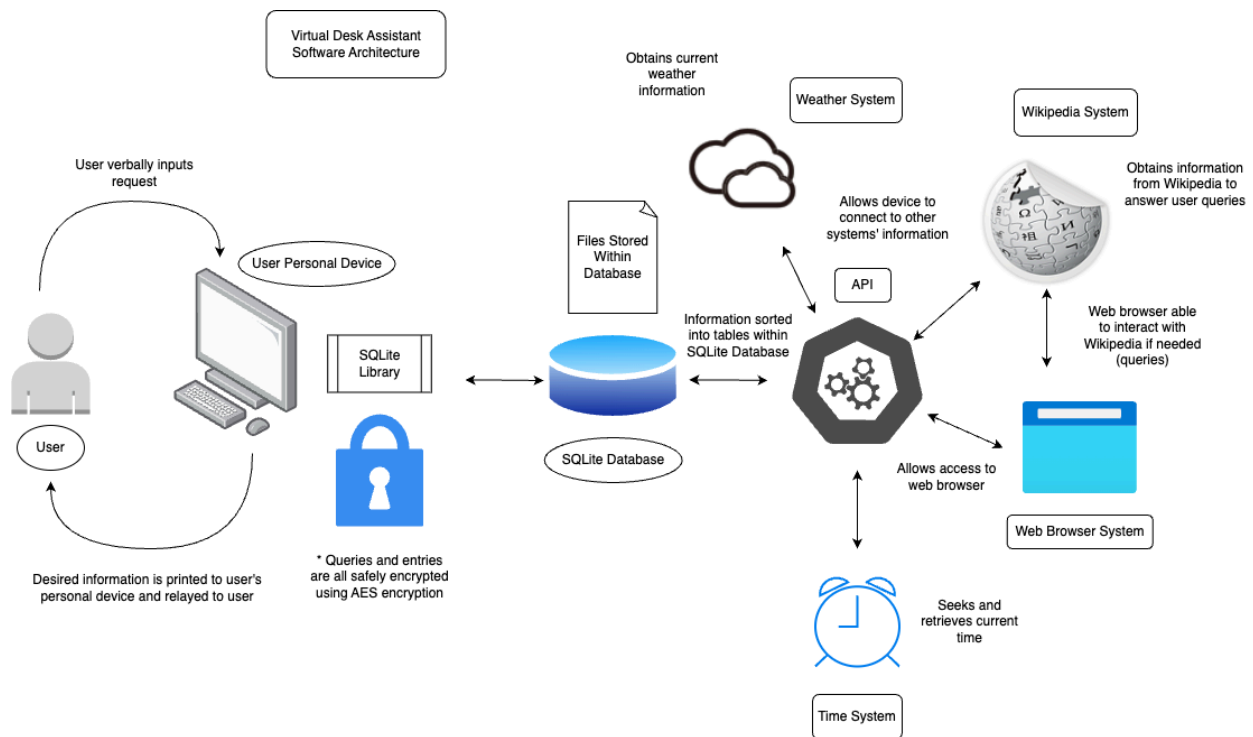 Virtual Desk Assistant
Software Architecture
Obtains current
weather
information
Weather System
Wikipedia System
User verbally inputs
request
Obtains information
from Wikipedia to
answer user queries
Allows device to
connect to other
systems' information
User Personal Device
Files Stored
Within
Database
API
SQLite
Library
Information sorted
into tables within
SQLite Database
Web browser able
to interact with
Wikipedia if needed
(queries)
User
SQLite Database
Allows access to
web browser
Web Browser System
* Queries and entries
are all safely encrypted
using AES encryption
Desired information is printed to user's
personal device and relayed to user
Seeks and
retrieves current
time
Time System